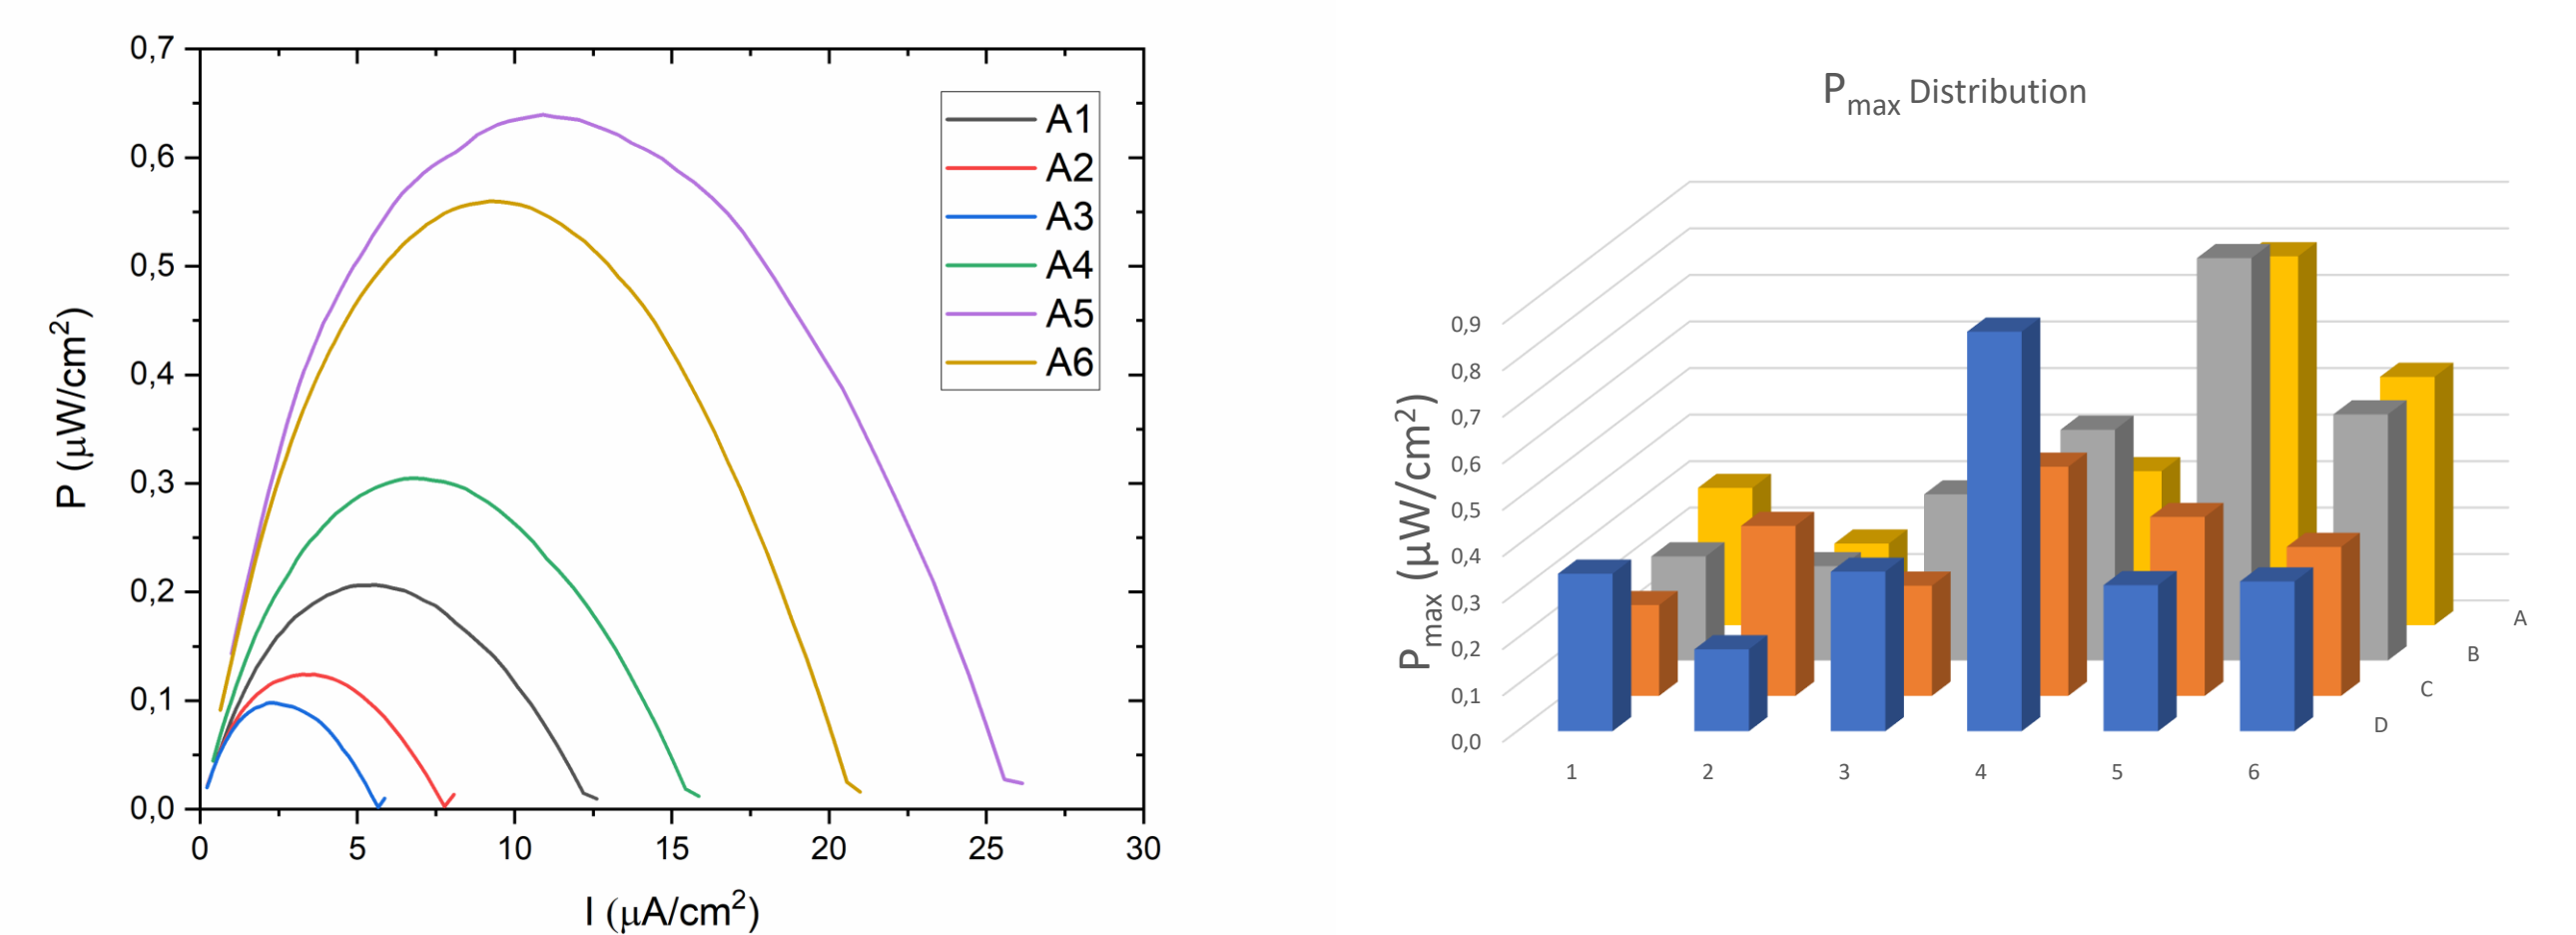 0,7
0,6
0,5
0,4
0,3
0,2
0,1
0,0
P (μW/cm²)
0 5 10 15 20 25 30
I (μA/cm²)
A1
A2
A3
A4
A5
A6
Pmax Distribution
Pmax (μW/cm²)
0,9
0,8
0,7
0,6
0,5
0,4
0,3
0,2
0,1
0,0
1 2 3 4 5 6
A
B
C
D